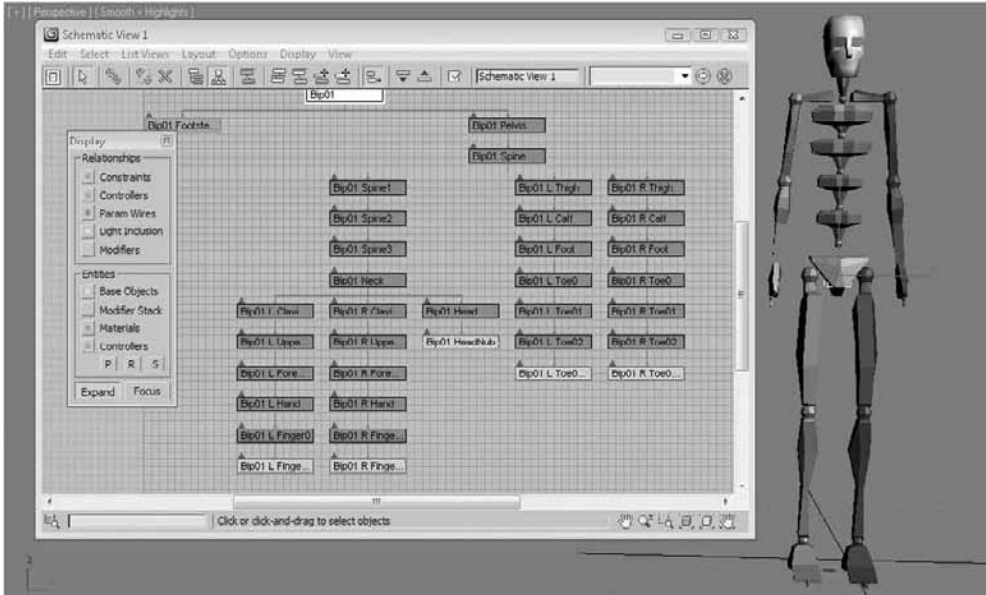 [ + ] [ Perspective ] [ Smooth + Highlights ]
Schematic View 1
Edit Select List Views Layout Options Display View
Schematic View 1
Bip01
Bip01 Footste...
Bip01 Pelvis
Bip01 Spine
Display
Relationships
Constraints
Controllers
Param Wires
Light Inclusion
Modifiers
Entities
Base Objects
Modifier Stack
Materials
Controllers
P R S
Expand Focus
Bip01 Spine1
Bip01 L Thigh
Bip01 R Thigh...
Bip01 Spine2
Bip01 L Calf
Bip01 R Calf
Bip01 Spine3
Bip01 L Foot
Bip01 R Foot
Bip01 Neck
Bip01 L Toe0
Bip01 R Toe0
Bip01 L Clavi...
Bip01 R Clavi...
Bip01 Head
Bip01 L Toe01
Bip01 R Toe01
Bip01 L Uppe...
Bip01 R Uppe...
Bip01 HeadNub
Bip01 L Toe02
Bip01 R Toe02
Bip01 L Fore...
Bip01 R Fore...
Bip01 L Toe0...
Bip01 R Toe0...
Bip01 L Hand
Bip01 R Hand
Bip01 L Finger0
Bip01 R Finge...
Bip01 L Finge...
Bip01 R Finge...
Click or click-and-drag to select objects
z